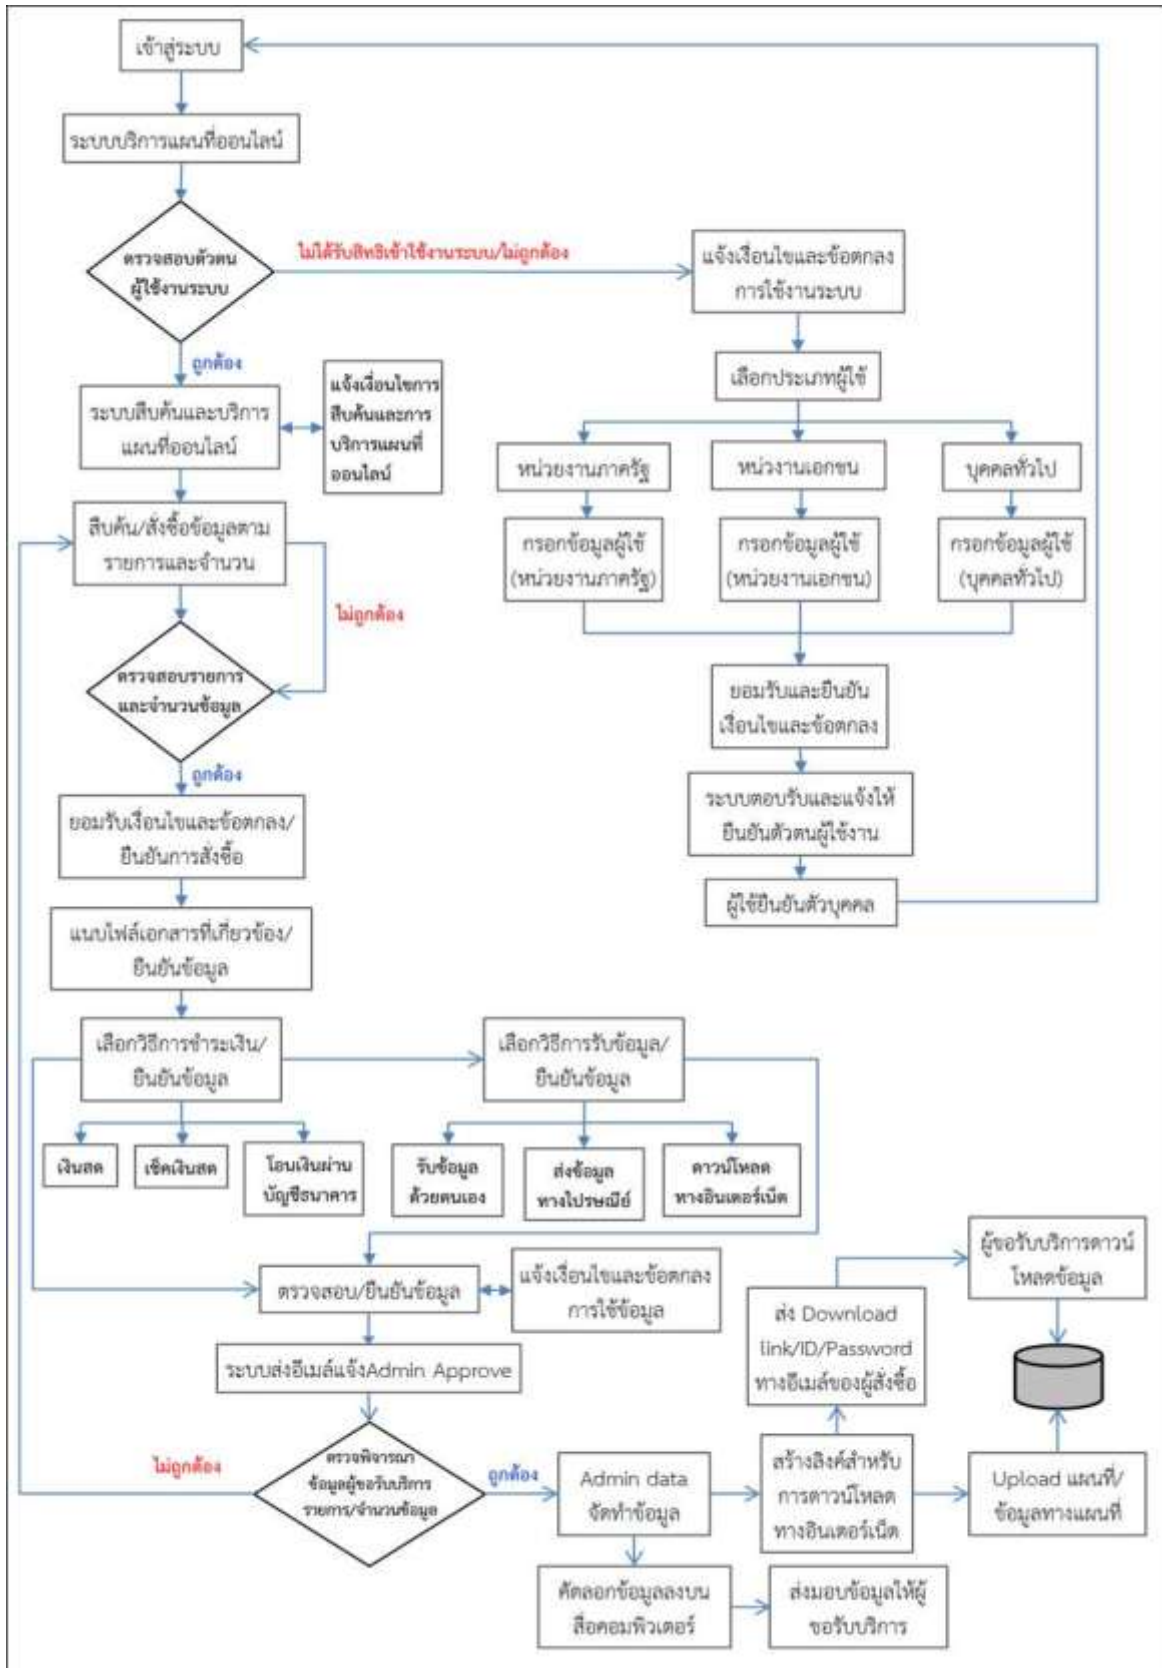 เข้าสู่ระบบ
ระบบบริการแผนที่ออนไลน์
ตรวจสอบตัวตน
ผู้ใช้งานระบบ
ไม่ได้รับสิทธิเข้าใช้งานระบบ/ไม่ถูกต้อง
แจ้งเงื่อนไขและข้อตกลง
การใช้งานระบบ
เลือกประเภทผู้ใช้
หน่วยงานภาครัฐ
หน่วงานเอกชน
บุคคลทั่วไป
กรอกข้อมูลผู้ใช้
(หน่วยงานภาครัฐ)
กรอกข้อมูลผู้ใช้
(หน่วยงานเอกชน)
กรอกข้อมูลผู้ใช้
(บุคคลทั่วไป)
ยอมรับและยืนยัน
เงื่อนไขและข้อตกลง
ระบบตอบรับและแจ้งให้
ยืนยันตัวตนผู้ใช้งาน
ผู้ใช้ยืนยันตัวบุคคล
ถูกต้อง
ระบบสืบค้นและบริการ
แผนที่ออนไลน์
แจ้งเงื่อนไขการ
สืบค้นและการ
บริการแผนที่
ออนไลน์
สืบค้น/สั่งซื้อข้อมูลตาม
รายการและจำนวน
ไม่ถูกต้อง
ตรวจสอบรายการ
และจำนวนข้อมูล
ถูกต้อง
ยอมรับเงื่อนไขและข้อตกลง/
ยืนยันการสั่งซื้อ
แนบไฟล์เอกสารที่เกี่ยวข้อง/
ยืนยันข้อมูล
เลือกวิธีการชำระเงิน/
ยืนยันข้อมูล
เลือกวิธีการรับข้อมูล/
ยืนยันข้อมูล
เงินสด
เช็คเงินสด
โอนเงินผ่าน
บัญชีธนาคาร
รับข้อมูล
ด้วยตนเอง
ส่งข้อมูล
ทางไปรษณีย์
ดาวน์โหลด
ทางอินเตอร์เน็ต
ตรวจสอบ/ยืนยันข้อมูล
แจ้งเงื่อนไขและข้อตกลง
การใช้ข้อมูล
ระบบส่งอีเมล์แจ้งAdmin Approve
ผู้ขอรับบริการดาวน์
โหลดข้อมูล
ส่ง Download
link/ID/Password
ทางอีเมล์ของผู้สั่งซื้อ
ไม่ถูกต้อง
ตรวจพิจารณา
ข้อมูลผู้ขอรับบริการ
รายการ/จำนวนข้อมูล
ถูกต้อง
Admin data
จัดทำข้อมูล
สร้างลิงค์สำหรับ
การดาวน์โหลด
ทางอินเตอร์เน็ต
Upload แผนที่/
ข้อมูลทางแผนที่
คัดลอกข้อมูลลงบน
สื่อคอมพิวเตอร์
ส่งมอบข้อมูลให้ผู้
ขอรับบริการ